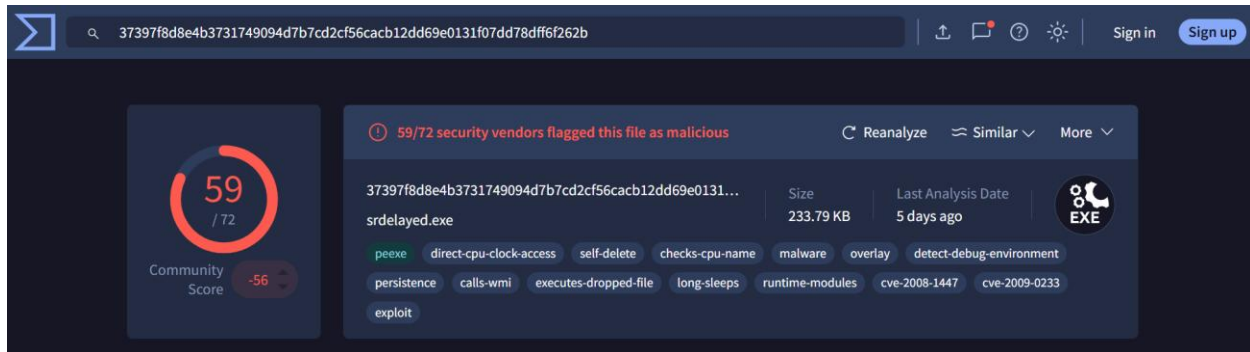 37397f8d8e4b3731749094d7b7cd2cf56cacb12dd69e0131f07dd78dff6f262b
Sign in
Sign up
59
/ 72
Community Score
-56
59/72 security vendors flagged this file as malicious
Reanalyze
Similar
More
37397f8d8e4b3731749094d7b7cd2cf56cacb12dd69e0131...
srdelayed.exe
Size
233.79 KB
Last Analysis Date
5 days ago
EXE
peexe direct-cpu-clock-access self-delete checks-cpu-name malware overlay detect-debug-environment
persistence calls-wmi executes-dropped-file long-sleeps runtime-modules cve-2008-1447 cve-2009-0233
exploit